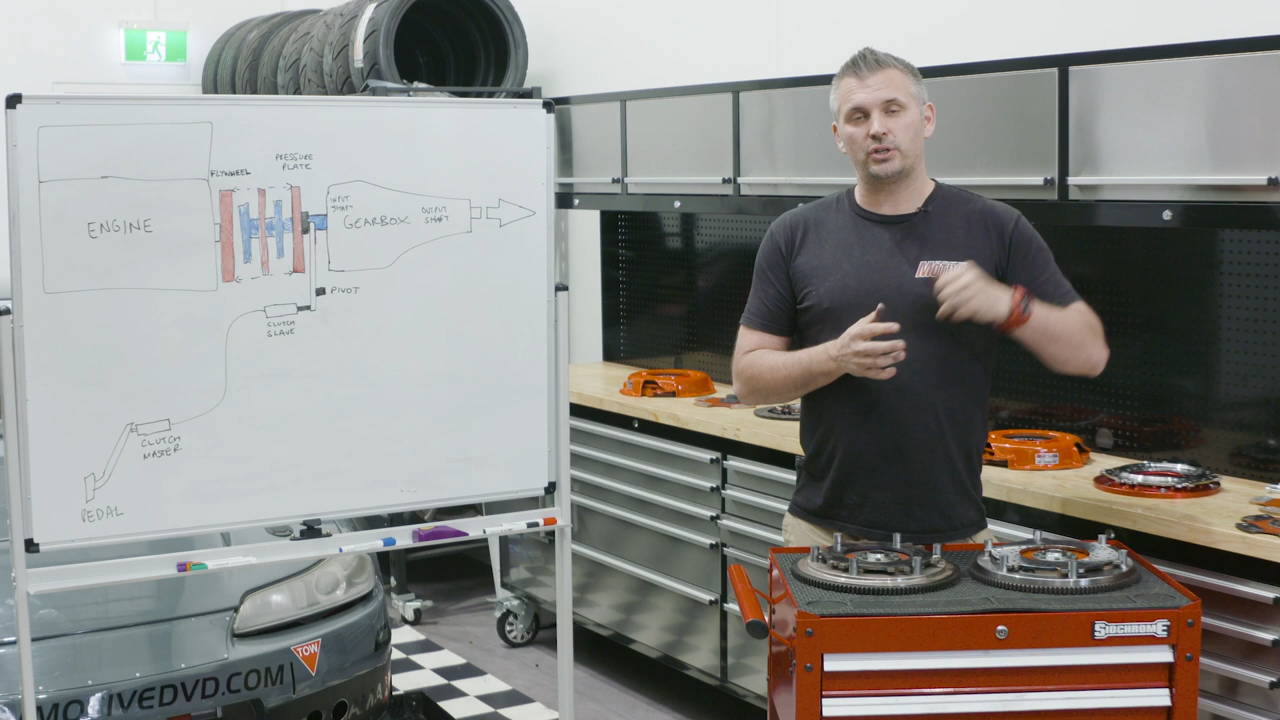 FLYWHEEL
PRESSURE
PLATE
ENGINE
INPUT
SHAFT
GEARBOX
OUTPUT
SHAFT
PIVOT
CLUTCH
SLAVE
CLUTCH
MASTER
PEDAL
TOW
MOTIVEDVD.COM
SIDCHROME